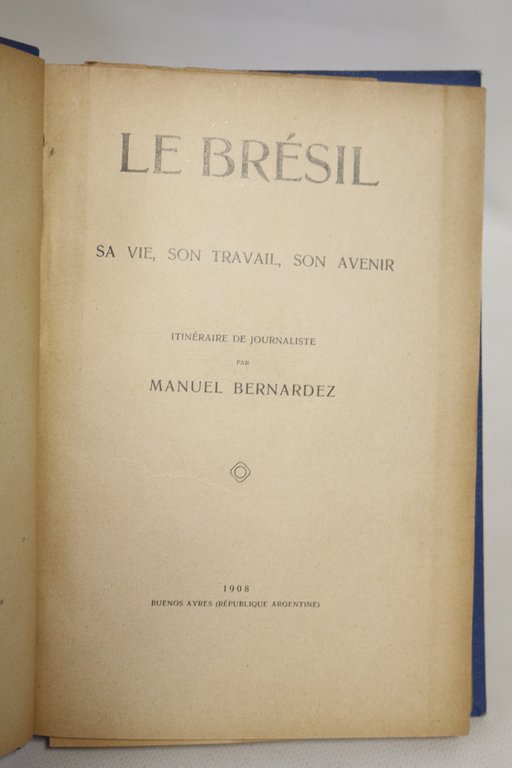 LE BRÉSIL
SA VIE, SON TRAVAIL, SON AVENIR
ITINÉRAIRE DE JOURNALISTE
PAR
MANUEL BERNARDEZ
1908
BUENOS AYRES (RÉPUBLIQUE ARGENTINE)